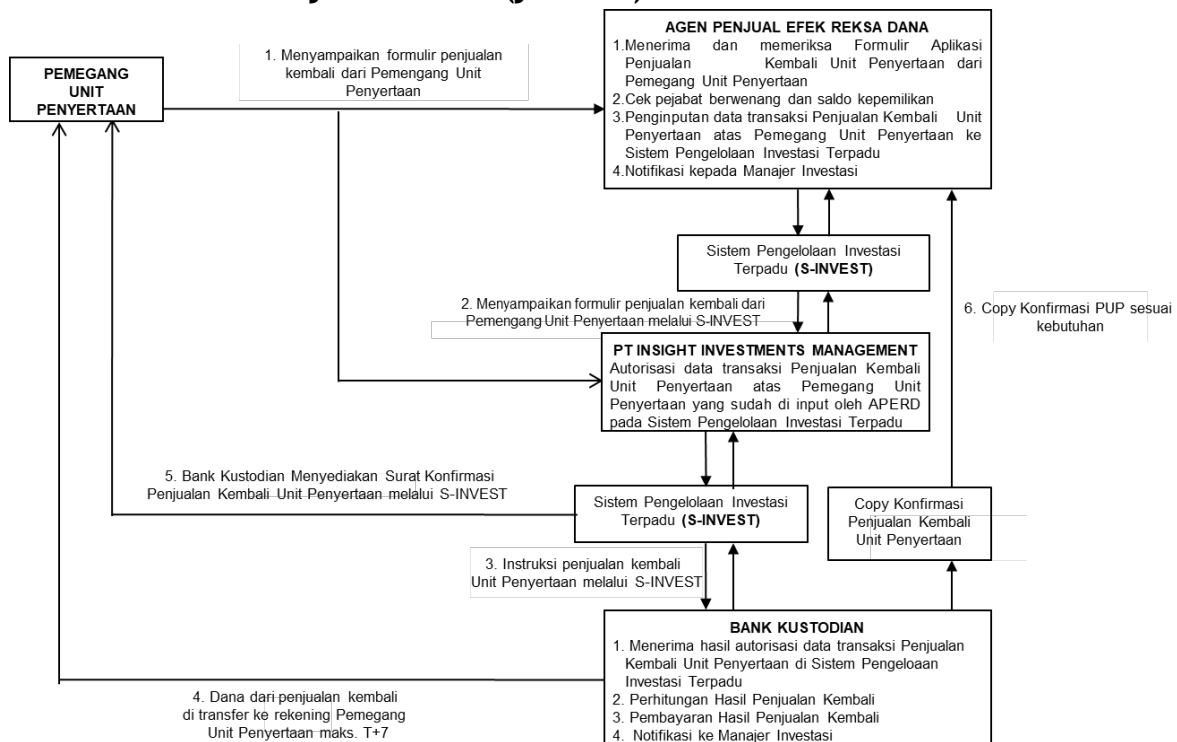 AGEN PENJUAL EFEK REKSA DANA
1.Menerima dan memeriksa Formulir Aplikasi
Penjualan Kembali Unit Penyertaan dari
Pemegang Unit Penyertaan
2.Cek pejabat berwenang dan saldo kepemilikan
3.Penginputan data transaksi Penjualan Kembali Unit
Penyertaan atas Pemegang Unit Penyertaan ke
Sistem Pengelolaan Investasi Terpadu
4.Notifikasi kepada Manajer Investasi
1. Menyampaikan formulir penjualan
kembali dari Pemengang Unit
Penyertaan
PEMEGANG
UNIT
PENYERTAAN
Sistem Pengelolaan Investasi
Terpadu (S-INVEST)
2. Menyampaikan formulir penjualan kembali dari
Pemengang Unit Penyertaan melalui S-INVEST
6. Copy Konfirmasi PUP sesuai
kebutuhan
PT INSIGHT INVESTMENTS MANAGEMENT
Autorisasi data transaksi Penjualan Kembali
Unit Penyertaan atas Pemegang Unit
Penyertaan yang sudah di input oleh APERD
pada Sistem Pengelolaan Investasi Terpadu
5. Bank Kustodian Menyediakan Surat Konfirmasi
Penjualan Kembali Unit Penyertaan melalui S-INVEST
Sistem Pengelolaan Investasi
Terpadu (S-INVEST)
Copy Konfirmasi
Penjualan Kembali
Unit Penyertaan
3. Instruksi penjualan kembali
Unit Penyertaan melalui S-INVEST
BANK KUSTODIAN
1. Menerima hasil autorisasi data transaksi Penjualan
Kembali Unit Penyertaan di Sistem Pengeloaan
Investasi Terpadu
2. Perhitungan Hasil Penjualan Kembali
3. Pembayaran Hasil Penjualan Kembali
4. Notifikasi ke Manajer Investasi
4. Dana dari penjualan kembali
di transfer ke rekening Pemegang
Unit Penyertaan maks. T+7